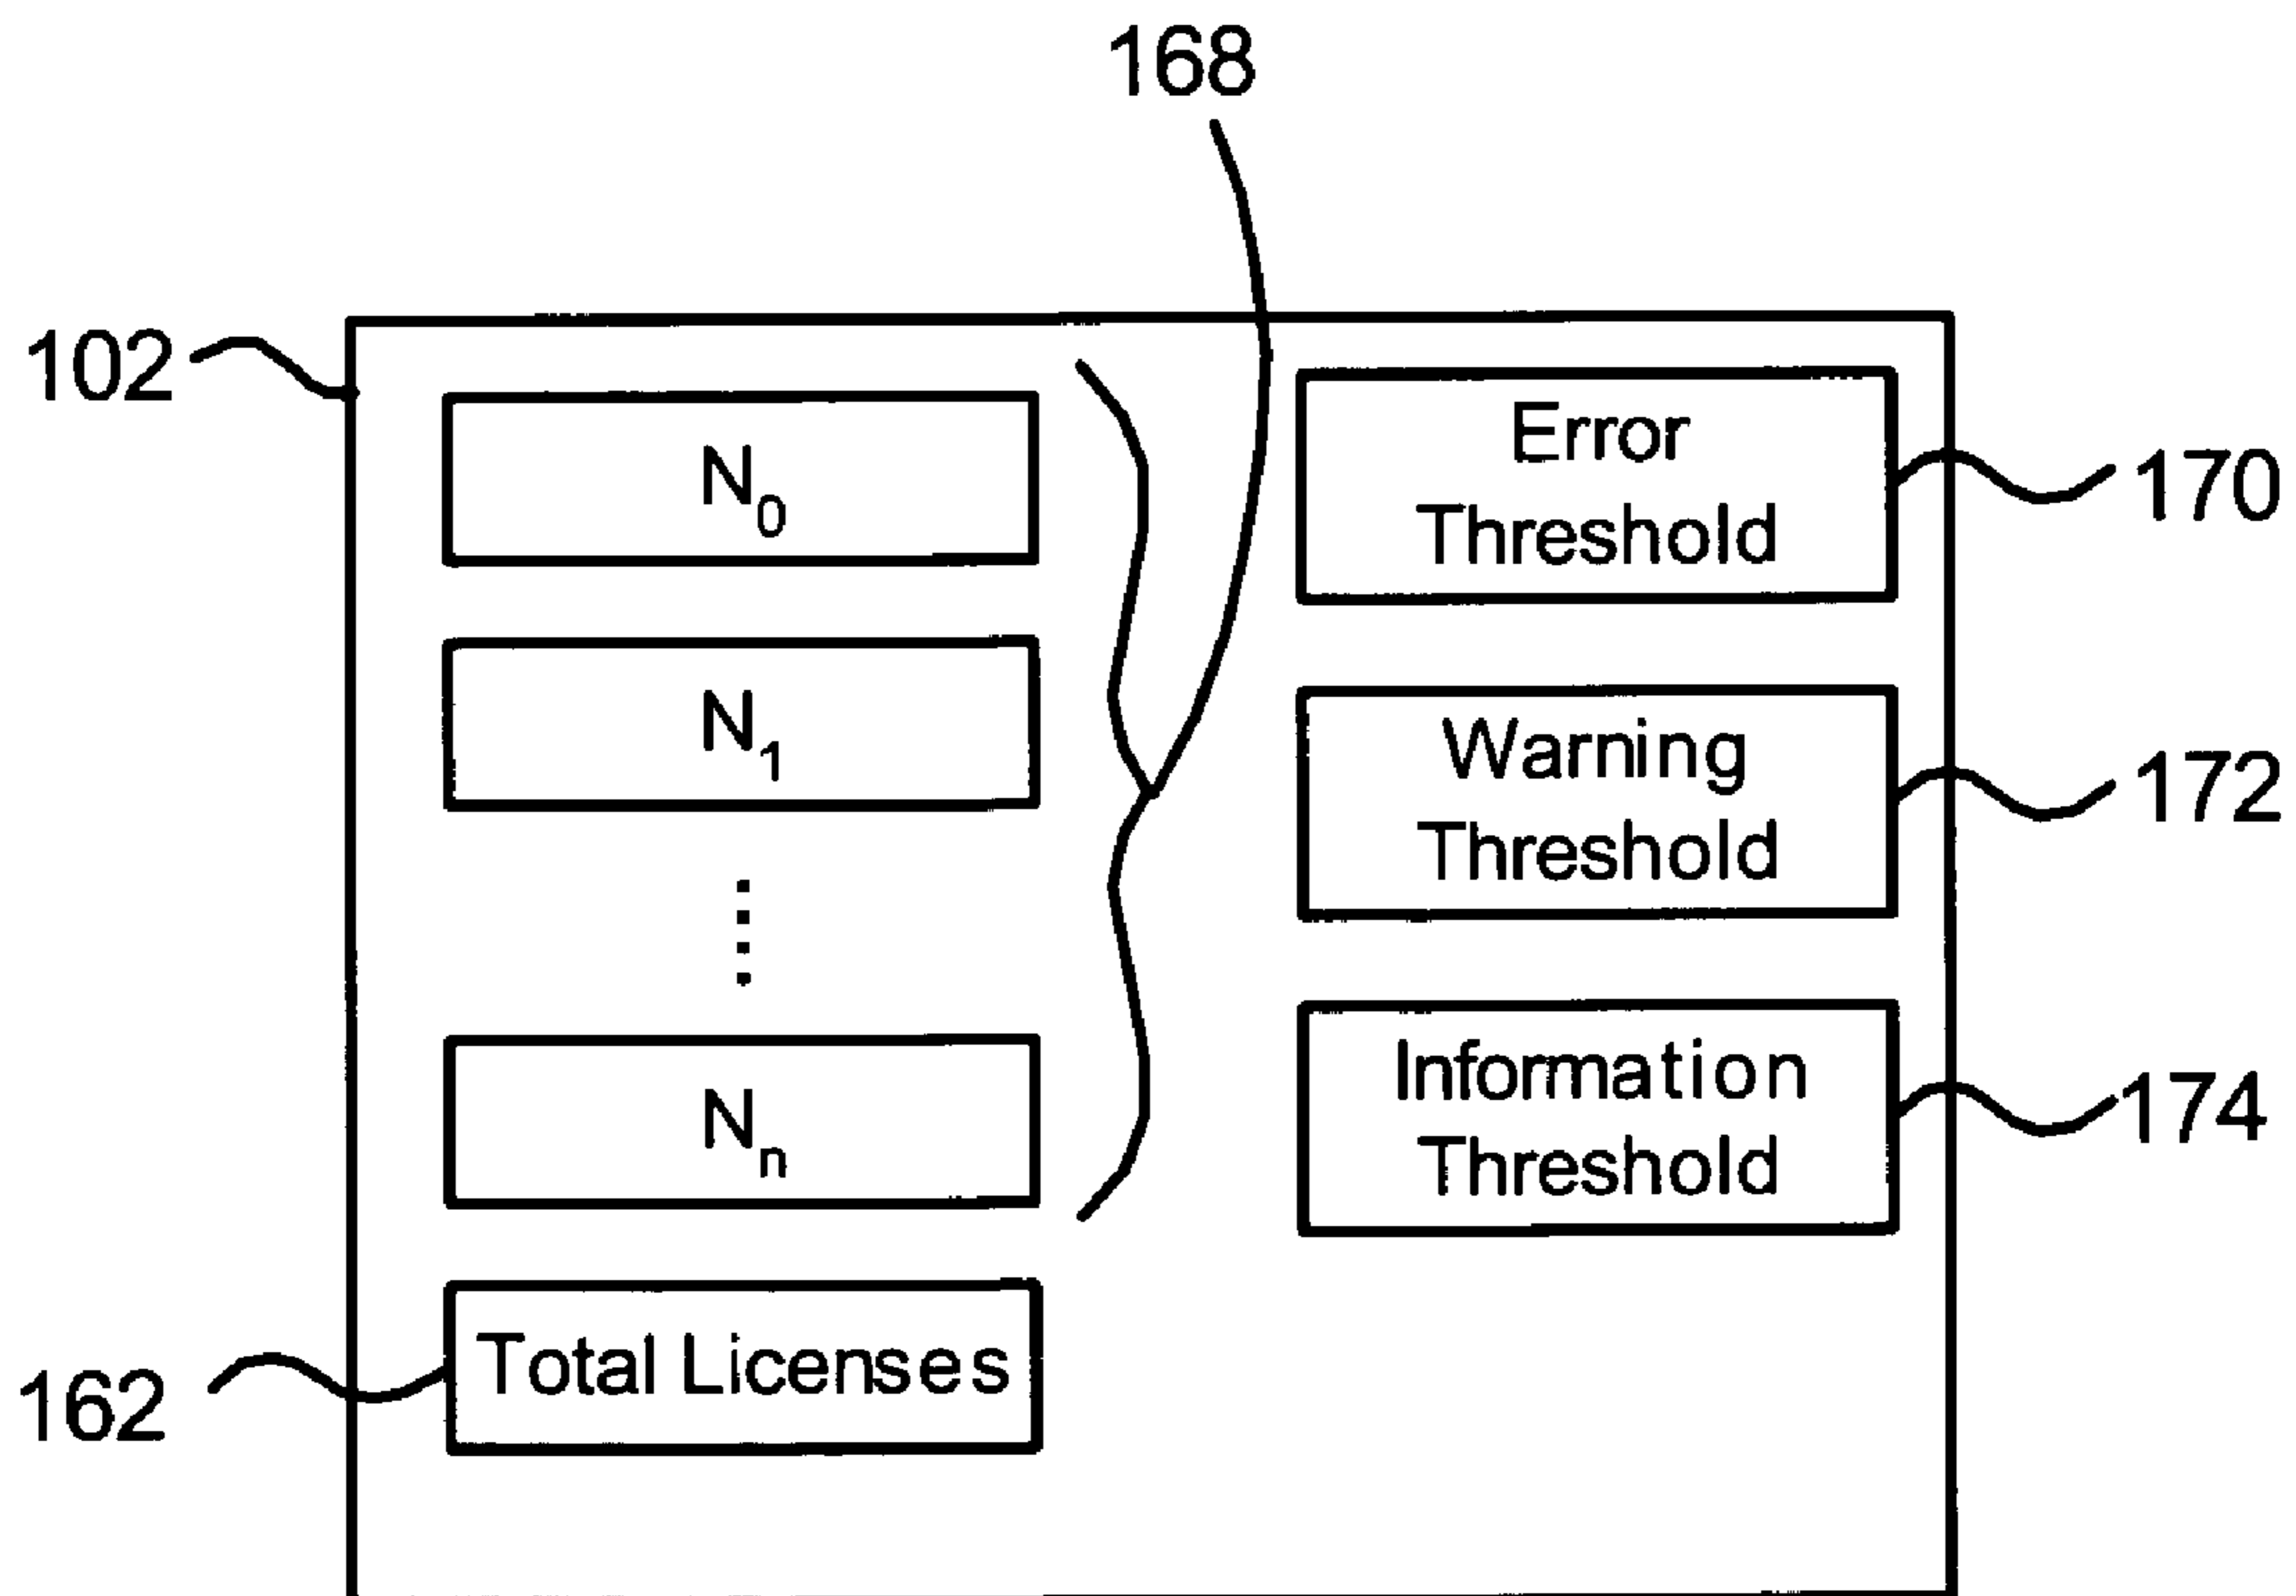 168
102
N₀
Error
Threshold
170
N₁
Warning
Threshold
172
Nₙ
Information
Threshold
174
Total Licenses
162